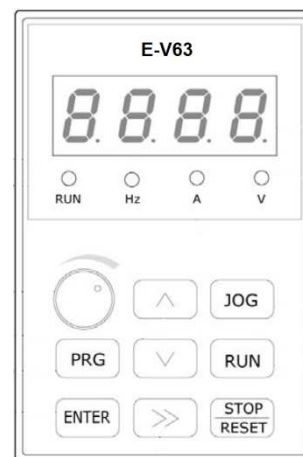 E-V63
8.8.8.8.
RUN Hz A V
JOG
PRG RUN
ENTER STOP
RESET